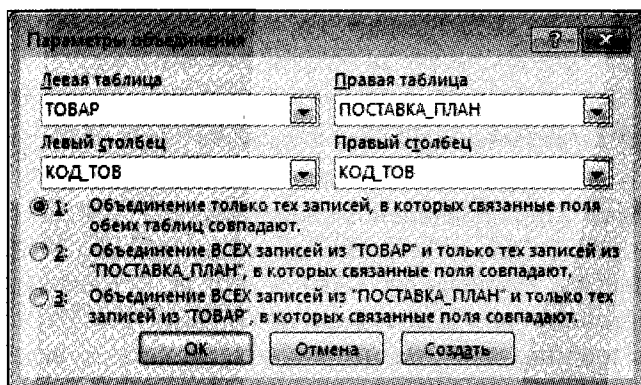 Параметры объединения ?
Левая таблица Правая таблица
ТОВАР ПОСТАВКА_ПЛАН
Левый столбец Правый столбец
КОД_ТОВ КОД_ТОВ
1: Объединение только тех записей, в которых связанные поля
обеих таблиц совпадают.
2: Объединение ВСЕХ записей из "ТОВАР" и только тех записей из
"ПОСТАВКА_ПЛАН", в которых связанные поля совпадают.
3: Объединение ВСЕХ записей из "ПОСТАВКА_ПЛАН" и только тех
записей из "ТОВАР", в которых связанные поля совпадают.
ОК Отмена Создать